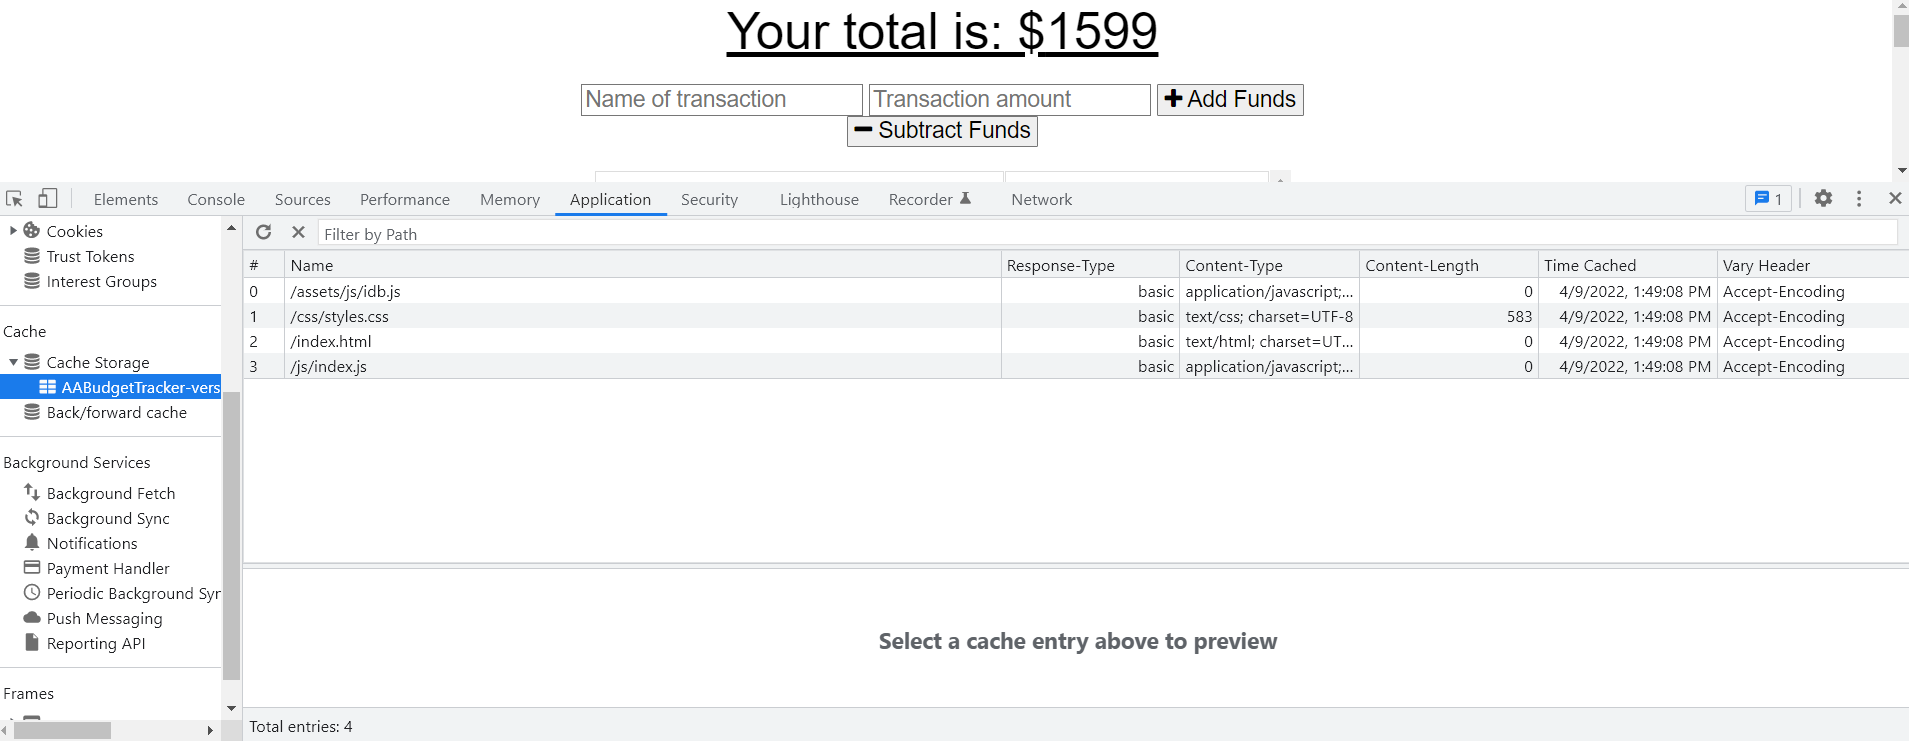 Your total is: $1599
Name of transaction Transaction amount Add Funds
Subtract Funds
Elements Console Sources Performance Memory Application Security Lighthouse Recorder Network 1
Cookies
Trust Tokens
Interest Groups
Cache
Cache Storage
AABudgetTracker-vers
Back/forward cache
Background Services
Background Fetch
Background Sync
Notifications
Payment Handler
Periodic Background Syn
Push Messaging
Reporting API
Frames
Filter by Path
# Name Response-Type Content-Type Content-Length Time Cached Vary Header
0 /assets/js/idb.js basic application/javascript;... 0 4/9/2022, 1:49:08 PM Accept-Encoding
1 /css/styles.css basic text/css; charset=UTF-8 583 4/9/2022, 1:49:08 PM Accept-Encoding
2 /index.html basic text/html; charset=UT... 0 4/9/2022, 1:49:08 PM Accept-Encoding
3 /js/index.js basic application/javascript;... 0 4/9/2022, 1:49:08 PM Accept-Encoding
Select a cache entry above to preview
Total entries: 4